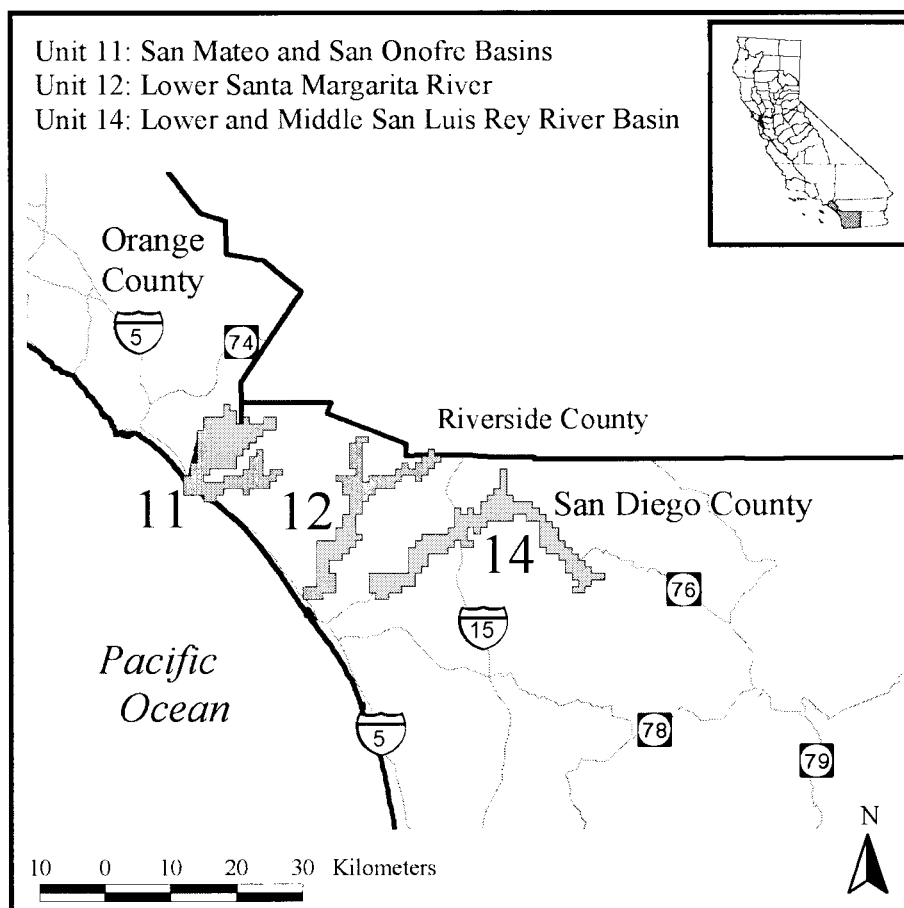 Unit 11: San Mateo and San Onofre Basins
Unit 12: Lower Santa Margarita River
Unit 14: Lower and Middle San Luis Rey River Basin
Orange
County
5
74
Riverside County
11
12
San Diego County
14
76
15
Pacific
Ocean
5
78
79
N
10 0 10 20 30 Kilometers